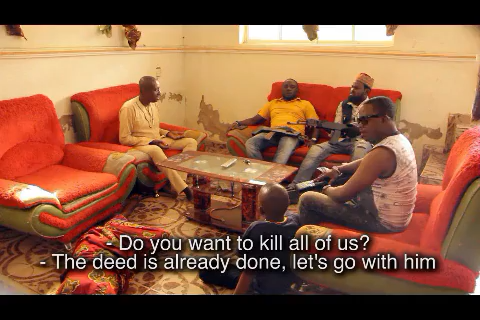 - Do you want to kill all of us?
- The deed is already done, let's go with him